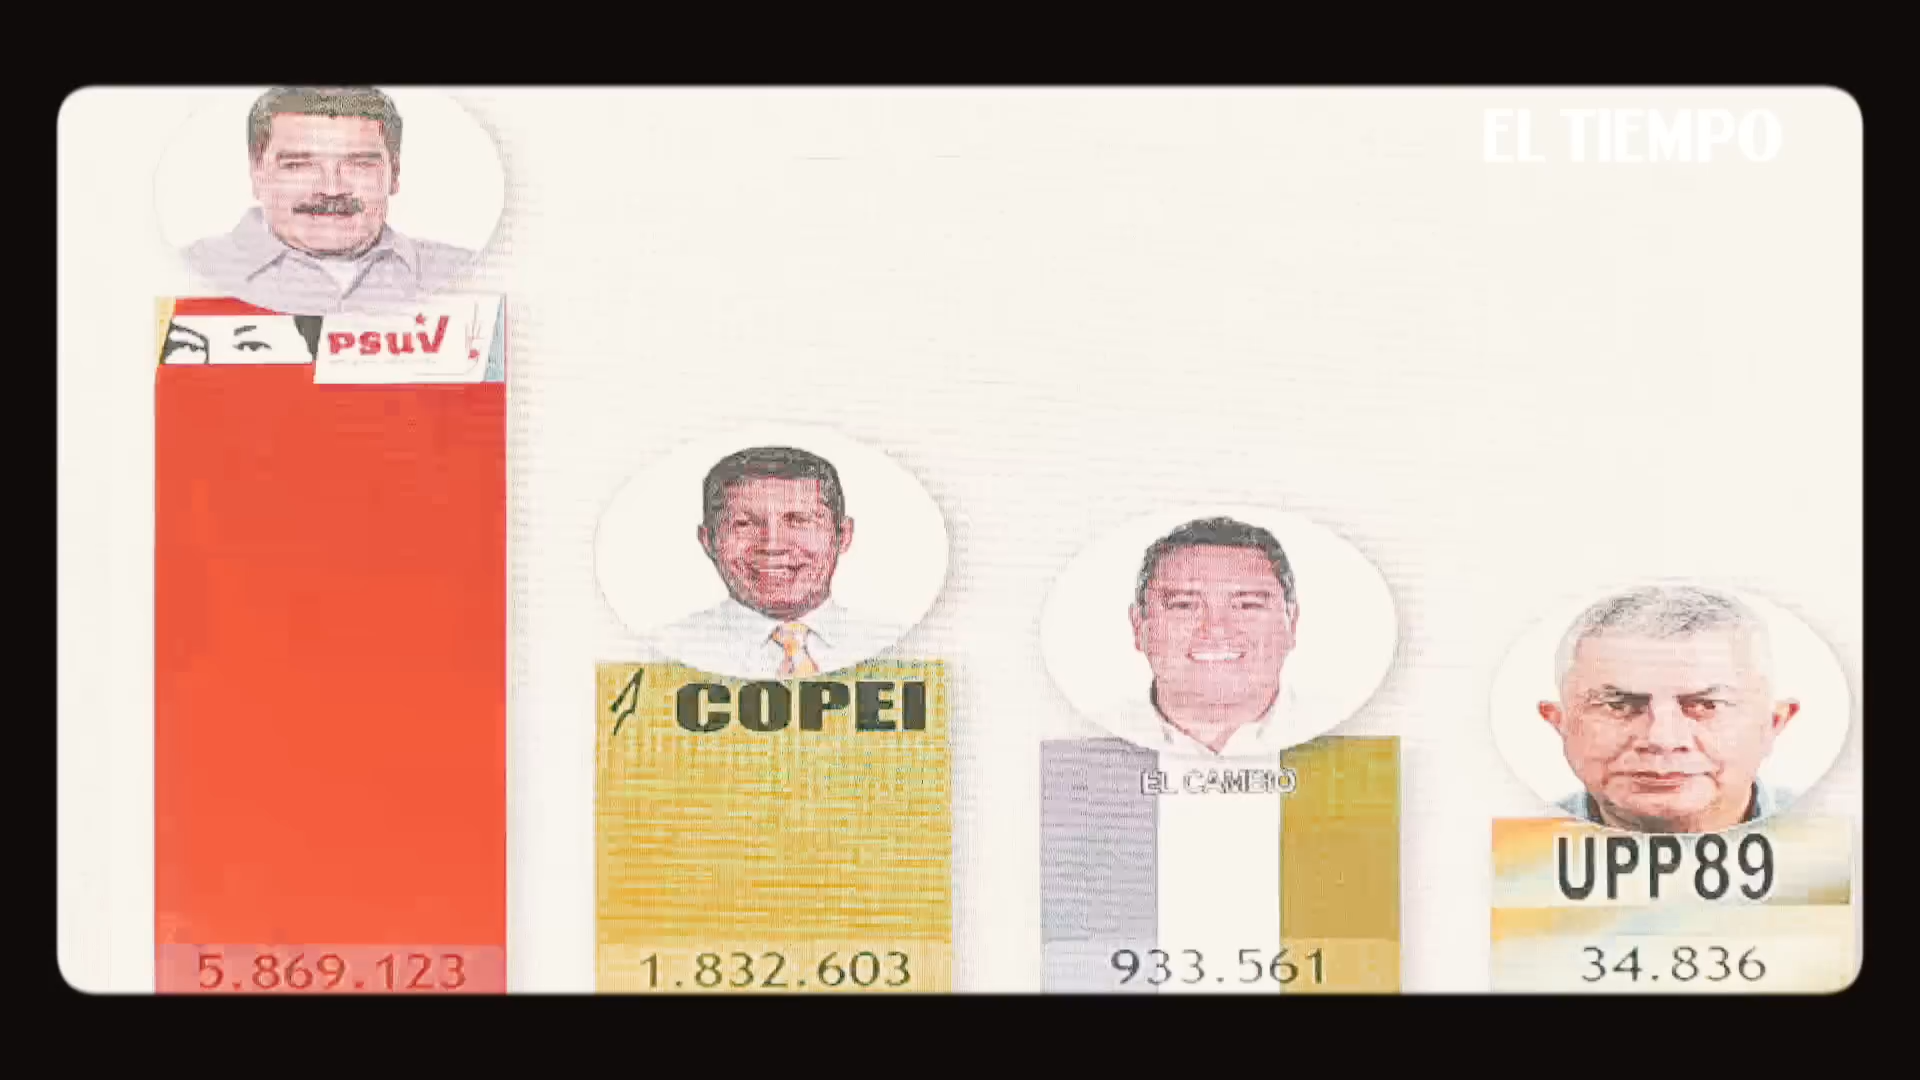 EL TIEMPO
psuv
COPEI
EL CAMBIO
UPP89
5.869.123
1.832.603
933.561
34.836